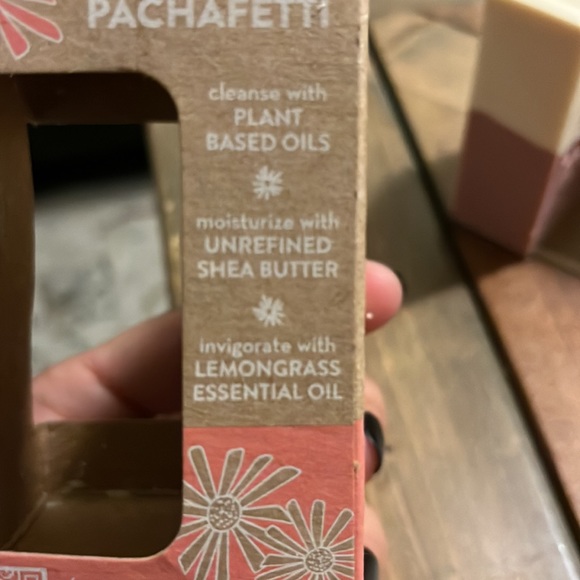 PACHAFETTI
cleanse with
PLANT
BASED OILS
moisturize with
UNREFINED
SHEA BUTTER
invigorate with
LEMONGRASS
ESSENTIAL OIL